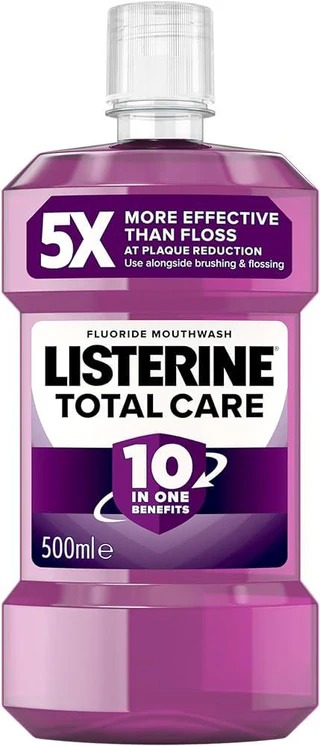 5X
MORE EFFECTIVE
THAN FLOSS
AT PLAQUE REDUCTION
Use alongside brushing & flossing
FLUORIDE MOUTHWASH
LISTERINE®
TOTAL CARE
10
IN ONE
BENEFITS
500ml e